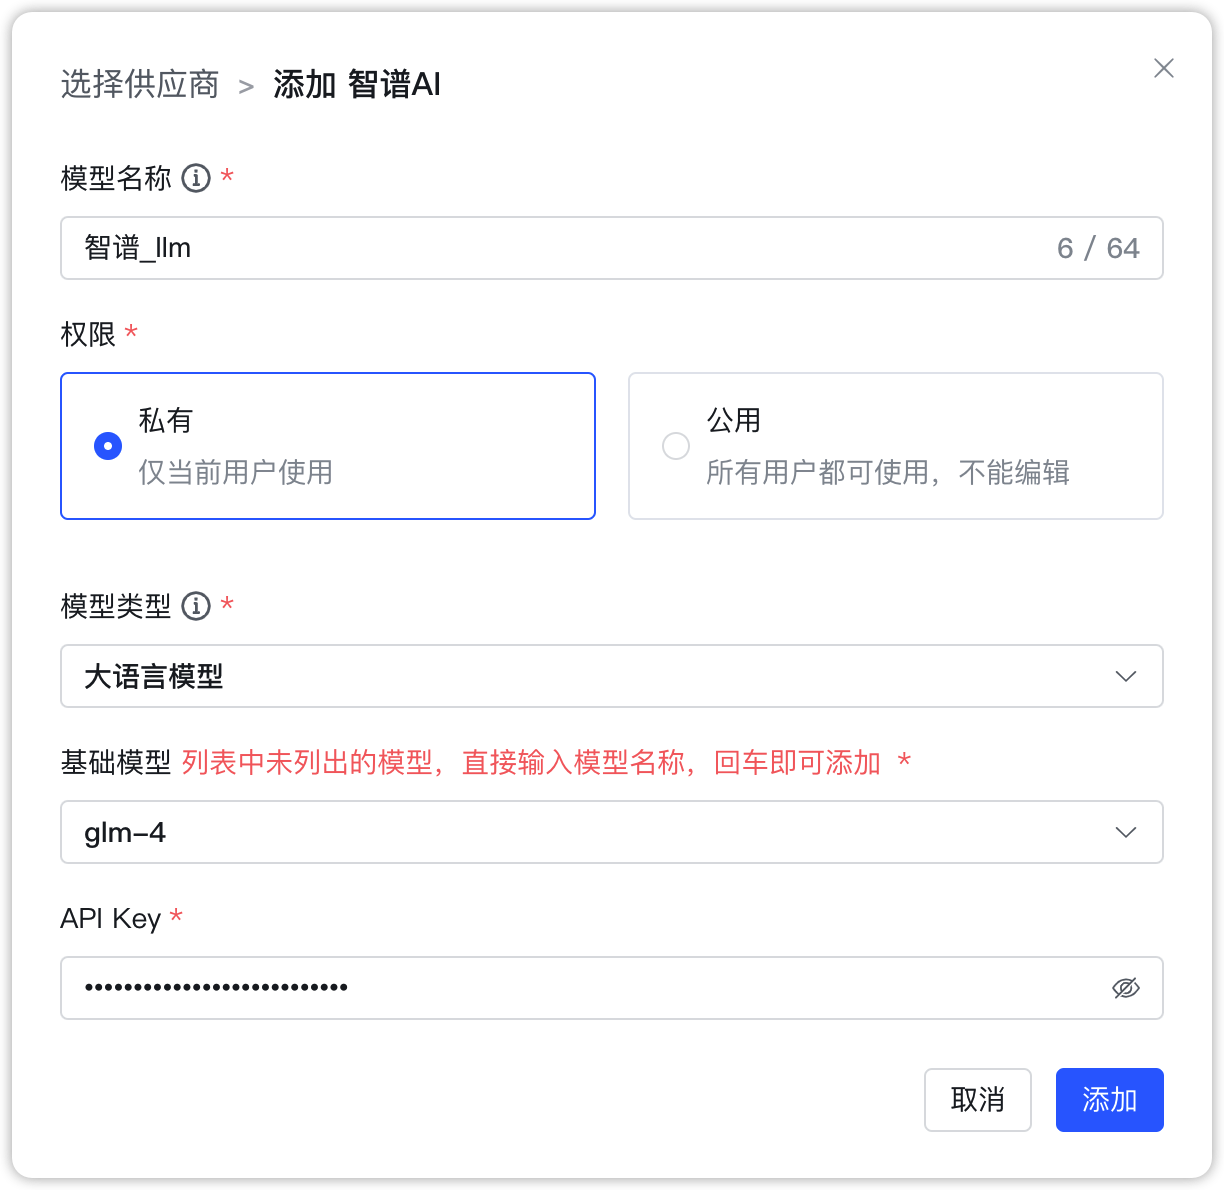 选择供应商 > 添加 智谱AI
模型名称 *
智谱_llm 6 / 64
权限 *
私有
仅当前用户使用
公用
所有用户都可使用，不能编辑
模型类型 *
大语言模型
基础模型 列表中未列出的模型，直接输入模型名称，回车即可添加 *
glm-4
API Key *
•••••••••••••••••••••••••••
取消 添加